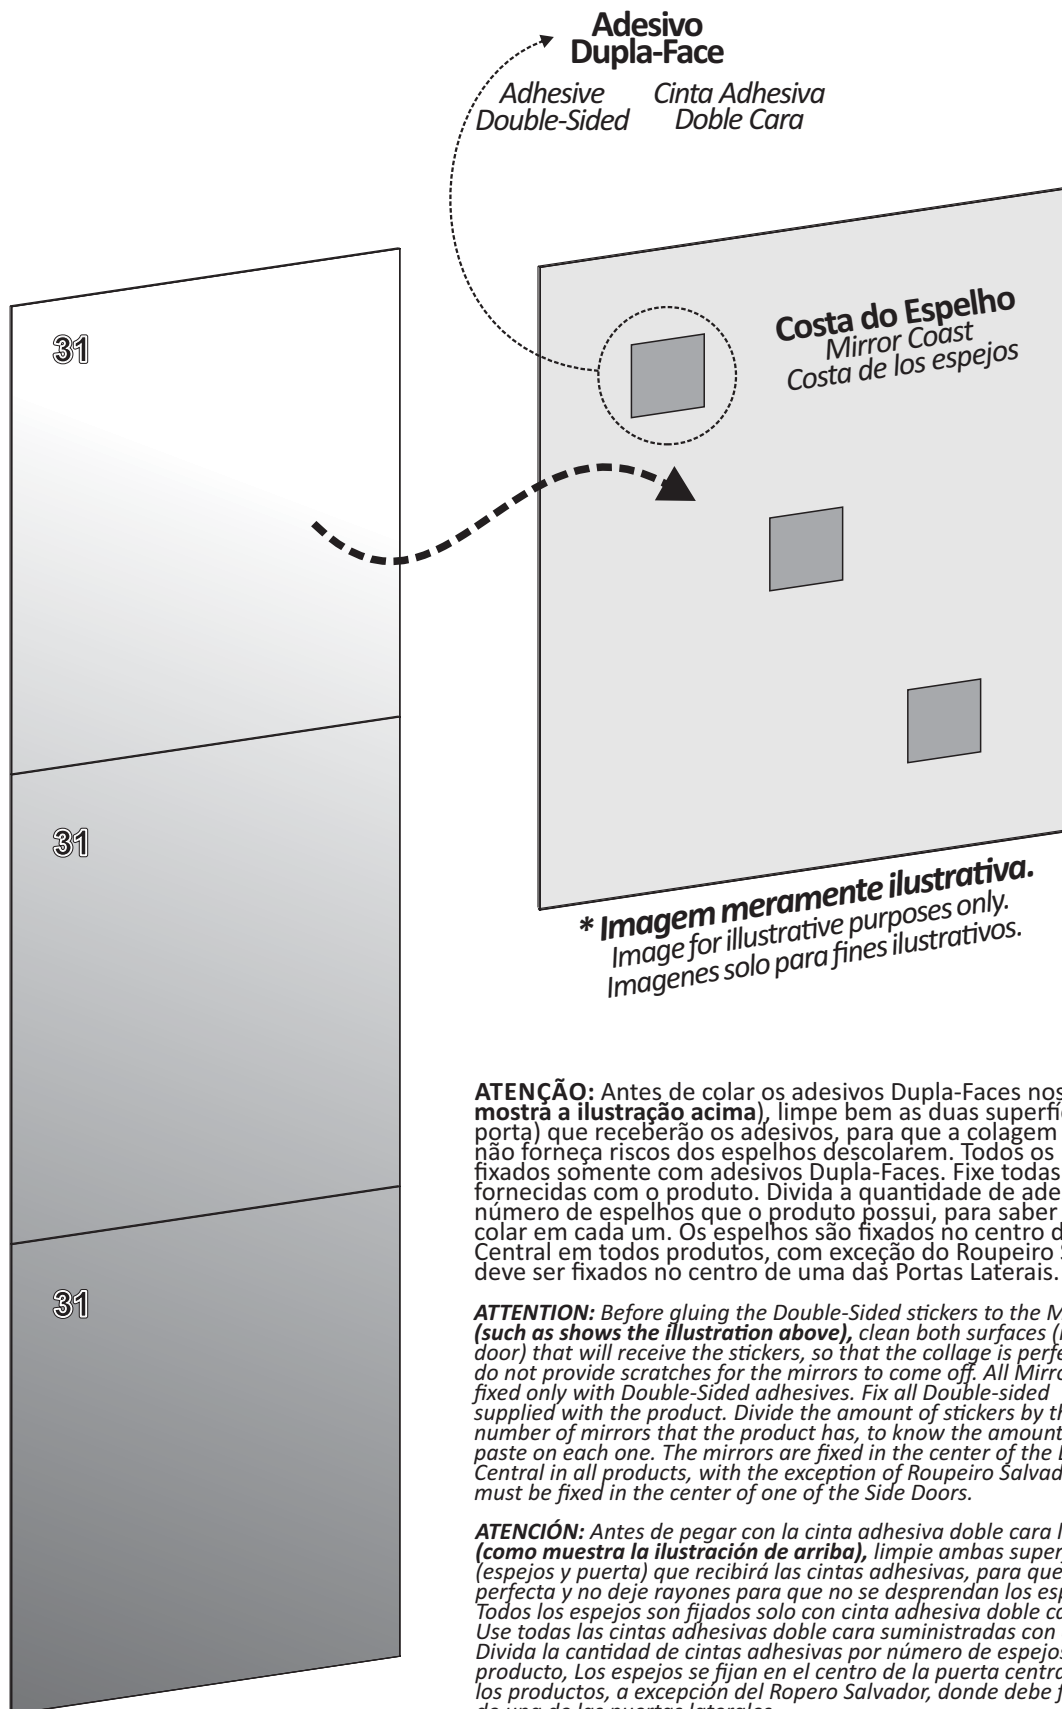 Adesivo
Dupla-Face
Adhesive
Double-Sided
Cinta Adhesiva
Doble Cara
31
Costa do Espelho
Mirror Coast
Costa de los espejos
31
* Imagem meramente ilustrativa.
Image for illustrative purposes only.
Imagenes solo para fines ilustrativos.
31
ATENÇÃO: Antes de colar os adesivos Dupla-Faces nos
mostra a ilustração acima), limpe bem as duas superfí
porta) que receberão os adesivos, para que a colagem
não forneça riscos dos espelhos descolarem. Todos os
fixados somente com adesivos Dupla-Faces. Fixe todas
fornecidas com o produto. Divida a quantidade de ade
número de espelhos que o produto possui, para saber
colar em cada um. Os espelhos são fixados no centro d
Central em todos produtos, com exceção do Roupeiro
deve ser fixados no centro de uma das Portas Laterais.
ATTENTION: Before gluing the Double-Sided stickers to the M
(such as shows the illustration above), clean both surfaces (
door) that will receive the stickers, so that the collage is perfe
do not provide scratches for the mirrors to come off. All Mirro
fixed only with Double-Sided adhesives. Fix all Double-sided
supplied with the product. Divide the amount of stickers by th
number of mirrors that the product has, to know the amount
paste on each one. The mirrors are fixed in the center of the
Central in all products, with the exception of Roupeiro Salvad
must be fixed in the center of one of the Side Doors.
ATENCIÓN: Antes de pegar con la cinta adhesiva doble cara l
(como muestra la ilustración de arriba), limpie ambas super
(espejos y puerta) que recibirá las cintas adhesivas, para que
perfecta y no deje rayones para que no se desprendan los esp
Todos los espejos son fijados solo con cinta adhesiva doble ca
Use todas las cintas adhesivas doble cara suministradas con
Divida la cantidad de cintas adhesivas por número de espejos
producto, Los espejos se fijan en el centro de la puerta centra
los productos, a excepción del Ropero Salvador, donde debe f
de una de las puertas laterales